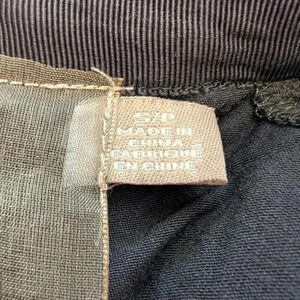 S/P
MADE IN
CHINA
FABRIQUÉ
EN CHINE